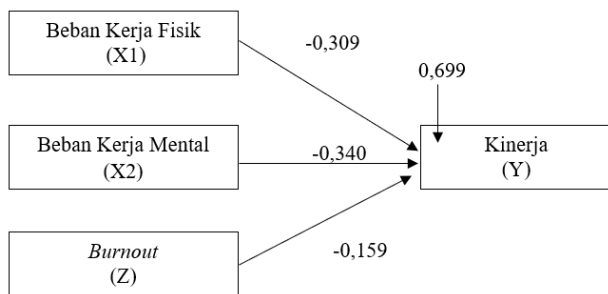 Beban Kerja Fisik
(X1)
-0,309
0,699
Beban Kerja Mental
(X2)
-0,340
Kinerja
(Y)
Burnout
(Z)
-0,159